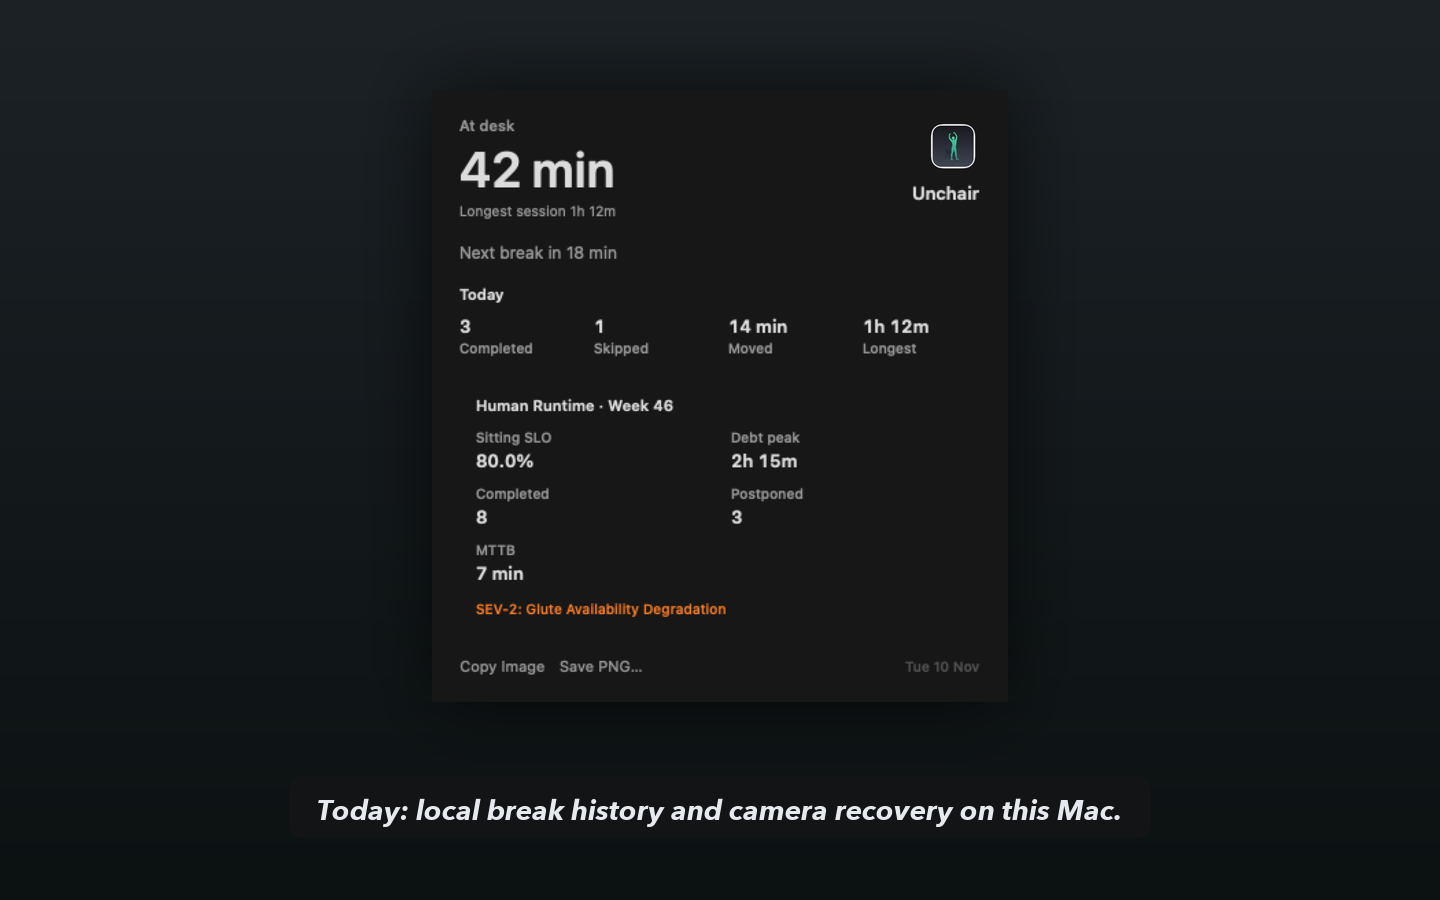 At desk
42 min
Longest session 1h 12m
Unchair
Next break in 18 min
Today
3 1 14 min 1h 12m
Completed Skipped Moved Longest
Human Runtime · Week 46
Sitting SLO Debt peak
80.0% 2h 15m
Completed Postponed
8 3
MTTB
7 min
SEV-2: Glute Availability Degradation
Copy Image Save PNG... Tue 10 Nov
Today: local break history and camera recovery on this Mac.